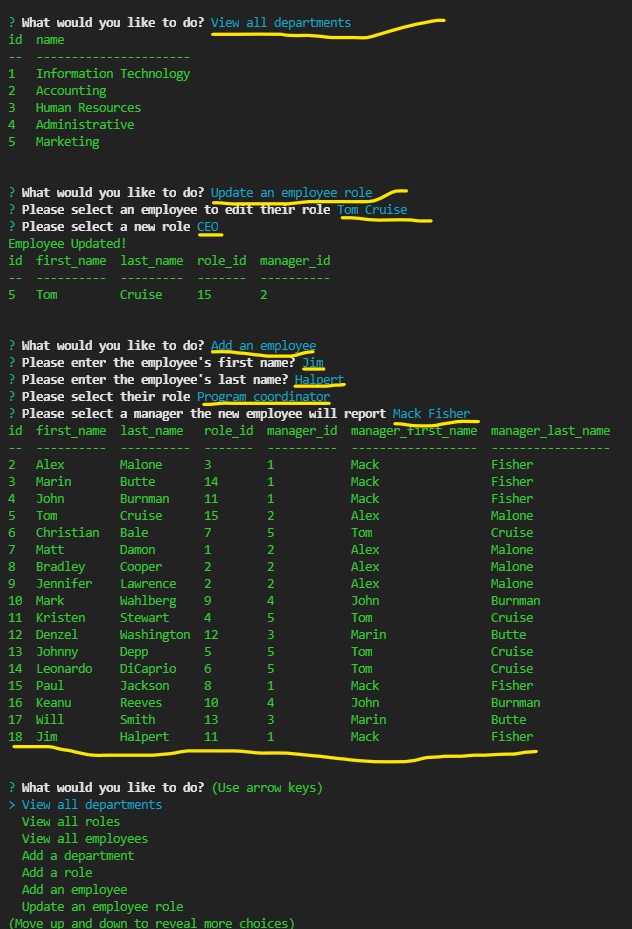 ? What would you like to do? View all departments
id  name
--  ----------------------
1   Information Technology
2   Accounting
3   Human Resources
4   Administrative
5   Marketing
? What would you like to do? Update an employee role
? Please select an employee to edit their role Tom Cruise
? Please select a new role CEO
Employee Updated!
id  first_name  last_name  role_id  manager_id
--  ----------  ---------  -------  ----------
5   Tom         Cruise     15       2
? What would you like to do? Add an employee
? Please enter the employee's first name? Jim
? Please enter the employee's last name? Halpert
? Please select their role Program coordinator
? Please select a manager the new employee will report Mack Fisher
id  first_name  last_name   role_id  manager_id  manager_first_name  manager_last_name
--  ----------  ----------  -------  ----------  ------------------  -----------------
2   Alex        Malone      3        1           Mack                Fisher
3   Marin       Butte       14       1           Mack                Fisher
4   John        Burnman     11       1           Mack                Fisher
5   Tom         Cruise      15       2           Alex                Malone
6   Christian   Bale        7        5           Tom                 Cruise
7   Matt        Damon       1        2           Alex                Malone
8   Bradley     Cooper      2        2           Alex                Malone
9   Jennifer    Lawrence    2        2           Alex                Malone
10  Mark        Wahlberg    9        4           John                Burnman
11  Kristen     Stewart     4        5           Tom                 Cruise
12  Denzel      Washington  12       3           Marin               Butte
13  Johnny      Depp        5        5           Tom                 Cruise
14  Leonardo    DiCaprio    6        5           Tom                 Cruise
15  Paul        Jackson     8        1           Mack                Fisher
16  Keanu       Reeves      10       4           John                Burnman
17  Will        Smith       13       3           Marin               Butte
18  Jim         Halpert     11       1           Mack                Fisher
? What would you like to do? (Use arrow keys)
> View all departments
  View all roles
  View all employees
  Add a department
  Add a role
  Add an employee
  Update an employee role
(Move up and down to reveal more choices)